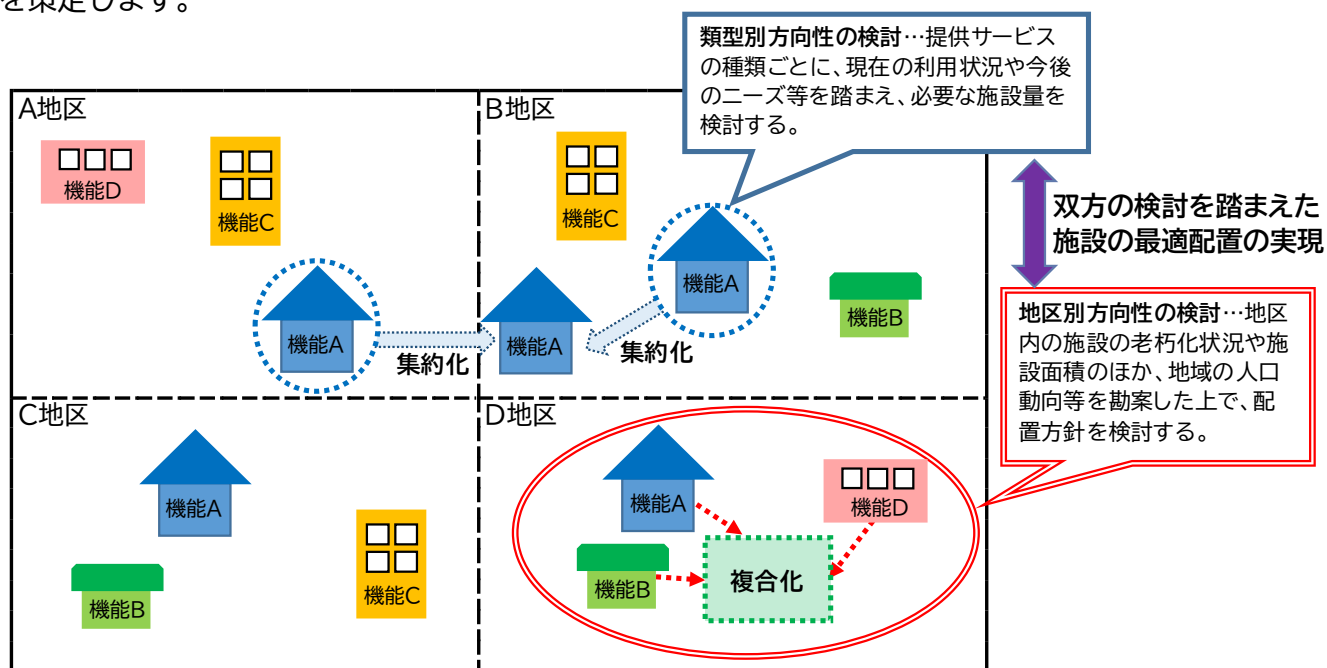 を策定します。
類型別方向性の検討…提供サービス
の種類ごとに、現在の利用状況や今後
のニーズ等を踏まえ、必要な施設量を
検討する。
A地区
機能D
機能C
機能A
集約化
B地区
機能C
機能A
機能B
機能A
集約化
双方の検討を踏まえた
施設の最適配置の実現
地区別方向性の検討…地区
内の施設の老朽化状況や施
設面積のほか、地域の人口
動向等を勘案した上で、配
置方針を検討する。
C地区
機能A
機能B
機能C
D地区
機能A
機能D
機能B
複合化